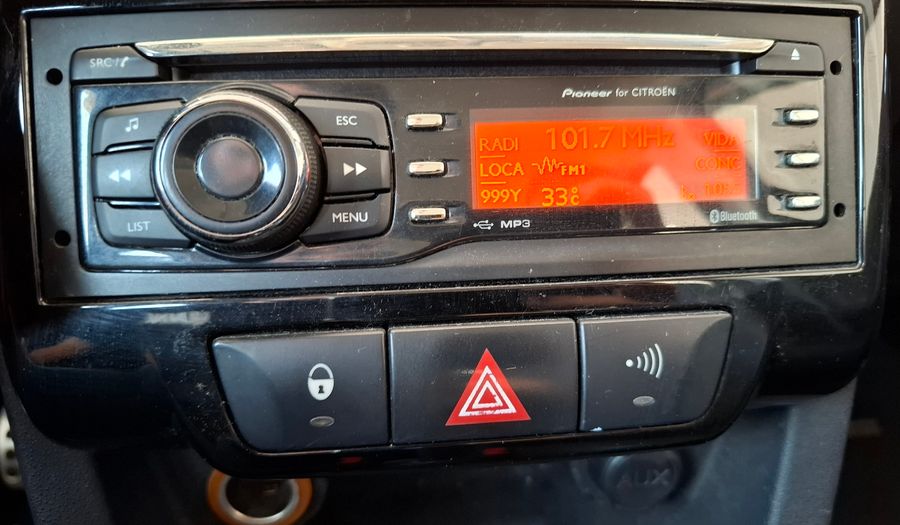 SRC/
Pioneer for CITROËN
ESC
LIST
MENU
RADI 101.7 MHz VIDA
LOCA FM1 CONC
999Y 33°C
MP3 Bluetooth
AUX